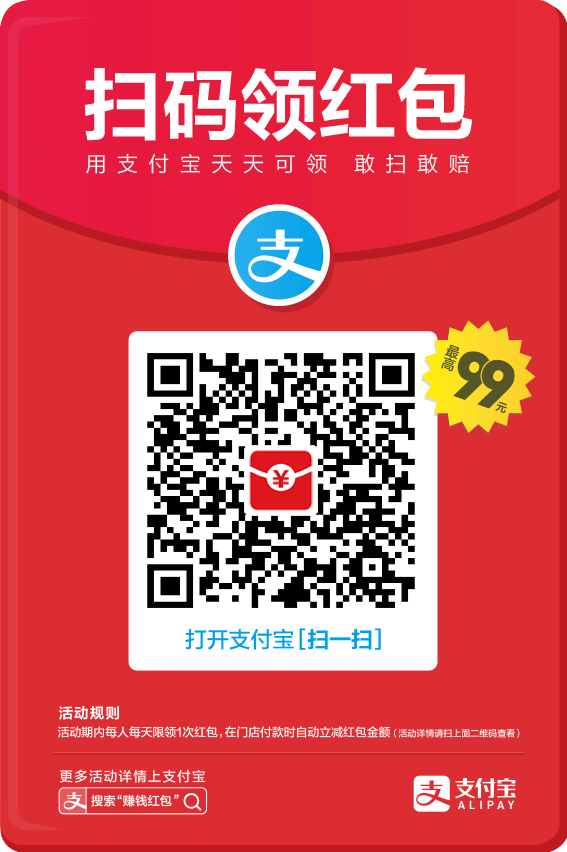 扫码领红包
用支付宝天天可领 敢扫敢赔
支
最高
99元
¥
打开支付宝[扫一扫]
活动规则
活动期内每人每天限领1次红包,在门店付款时自动立减红包金额(活动详情请扫上面二维码查看)
更多活动详情上支付宝
支 搜索“赚钱红包”
支 支付宝
ALIPAY